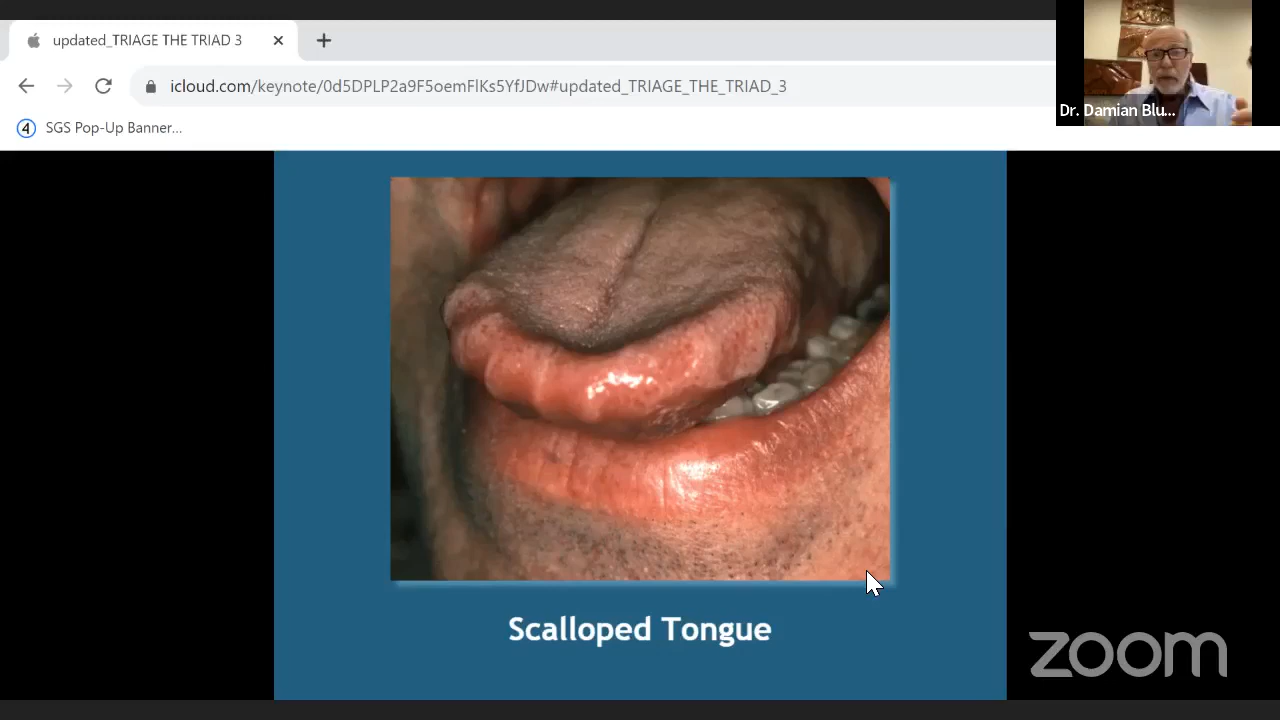 updated_TRIAGE THE TRIAD 3
icloud.com/keynote/0d5DPLP2a9F5oemFlKs5YfJDw#updated_TRIAGE_THE_TRIAD_3
4 SGS Pop-Up Banner...
Dr. Damian Blu...
Scalloped Tongue
zoom